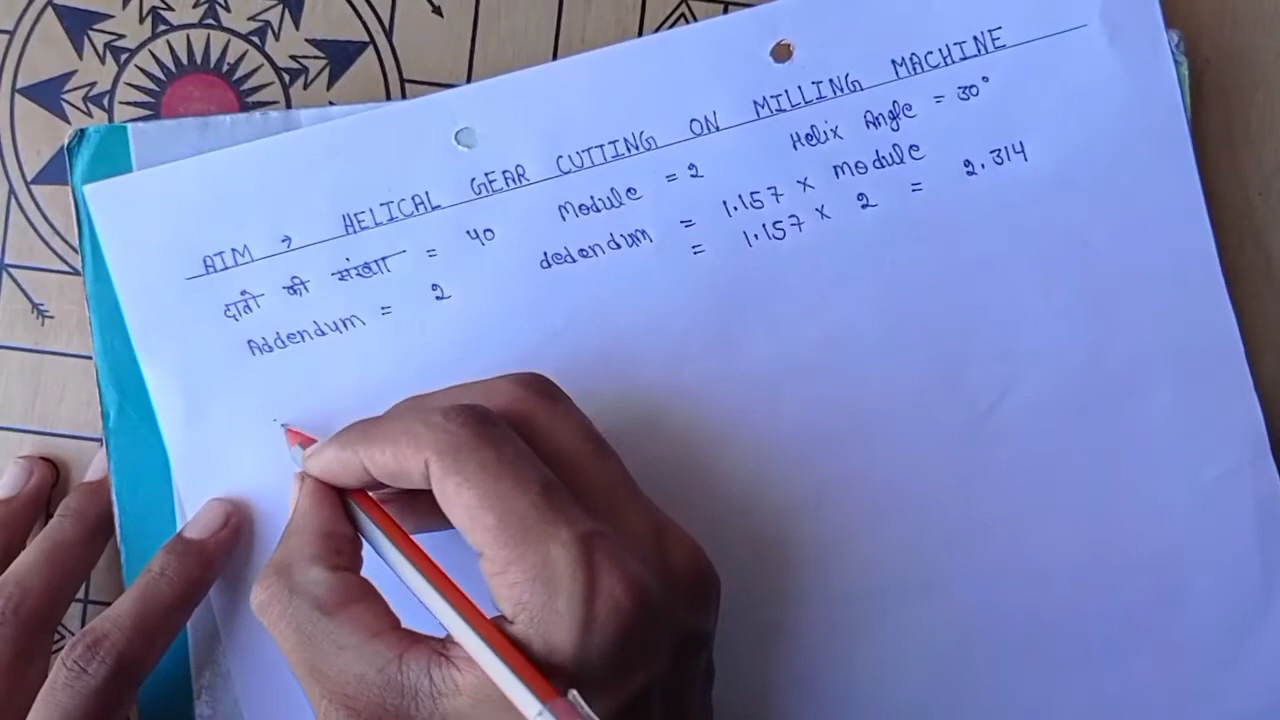 AIM → HELICAL GEAR CUTTING ON MILLING MACHINE
दातो की संख्या = 40 Module = 2 Helix Angle = 30°
Addendum = 2 dedendum = 1.157 × module
= 1.157 × 2 = 2.314